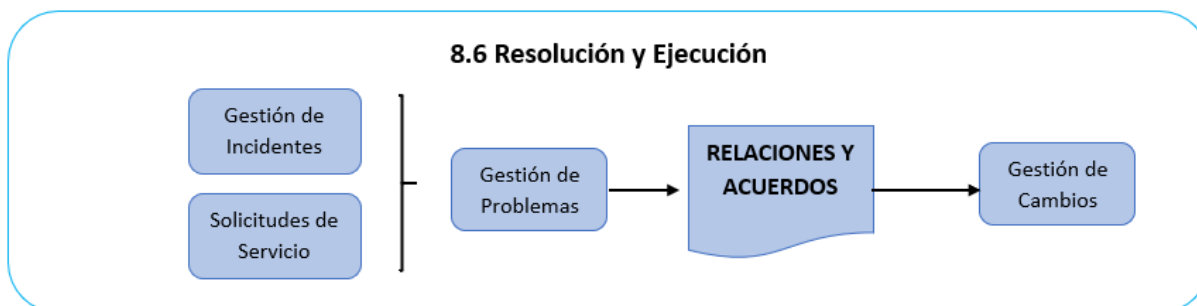 8.6 Resolución y Ejecución
Gestión de
Incidentes
Solicitudes de
Servicio
Gestión de
Problemas
RELACIONES Y
ACUERDOS
Gestión de
Cambios